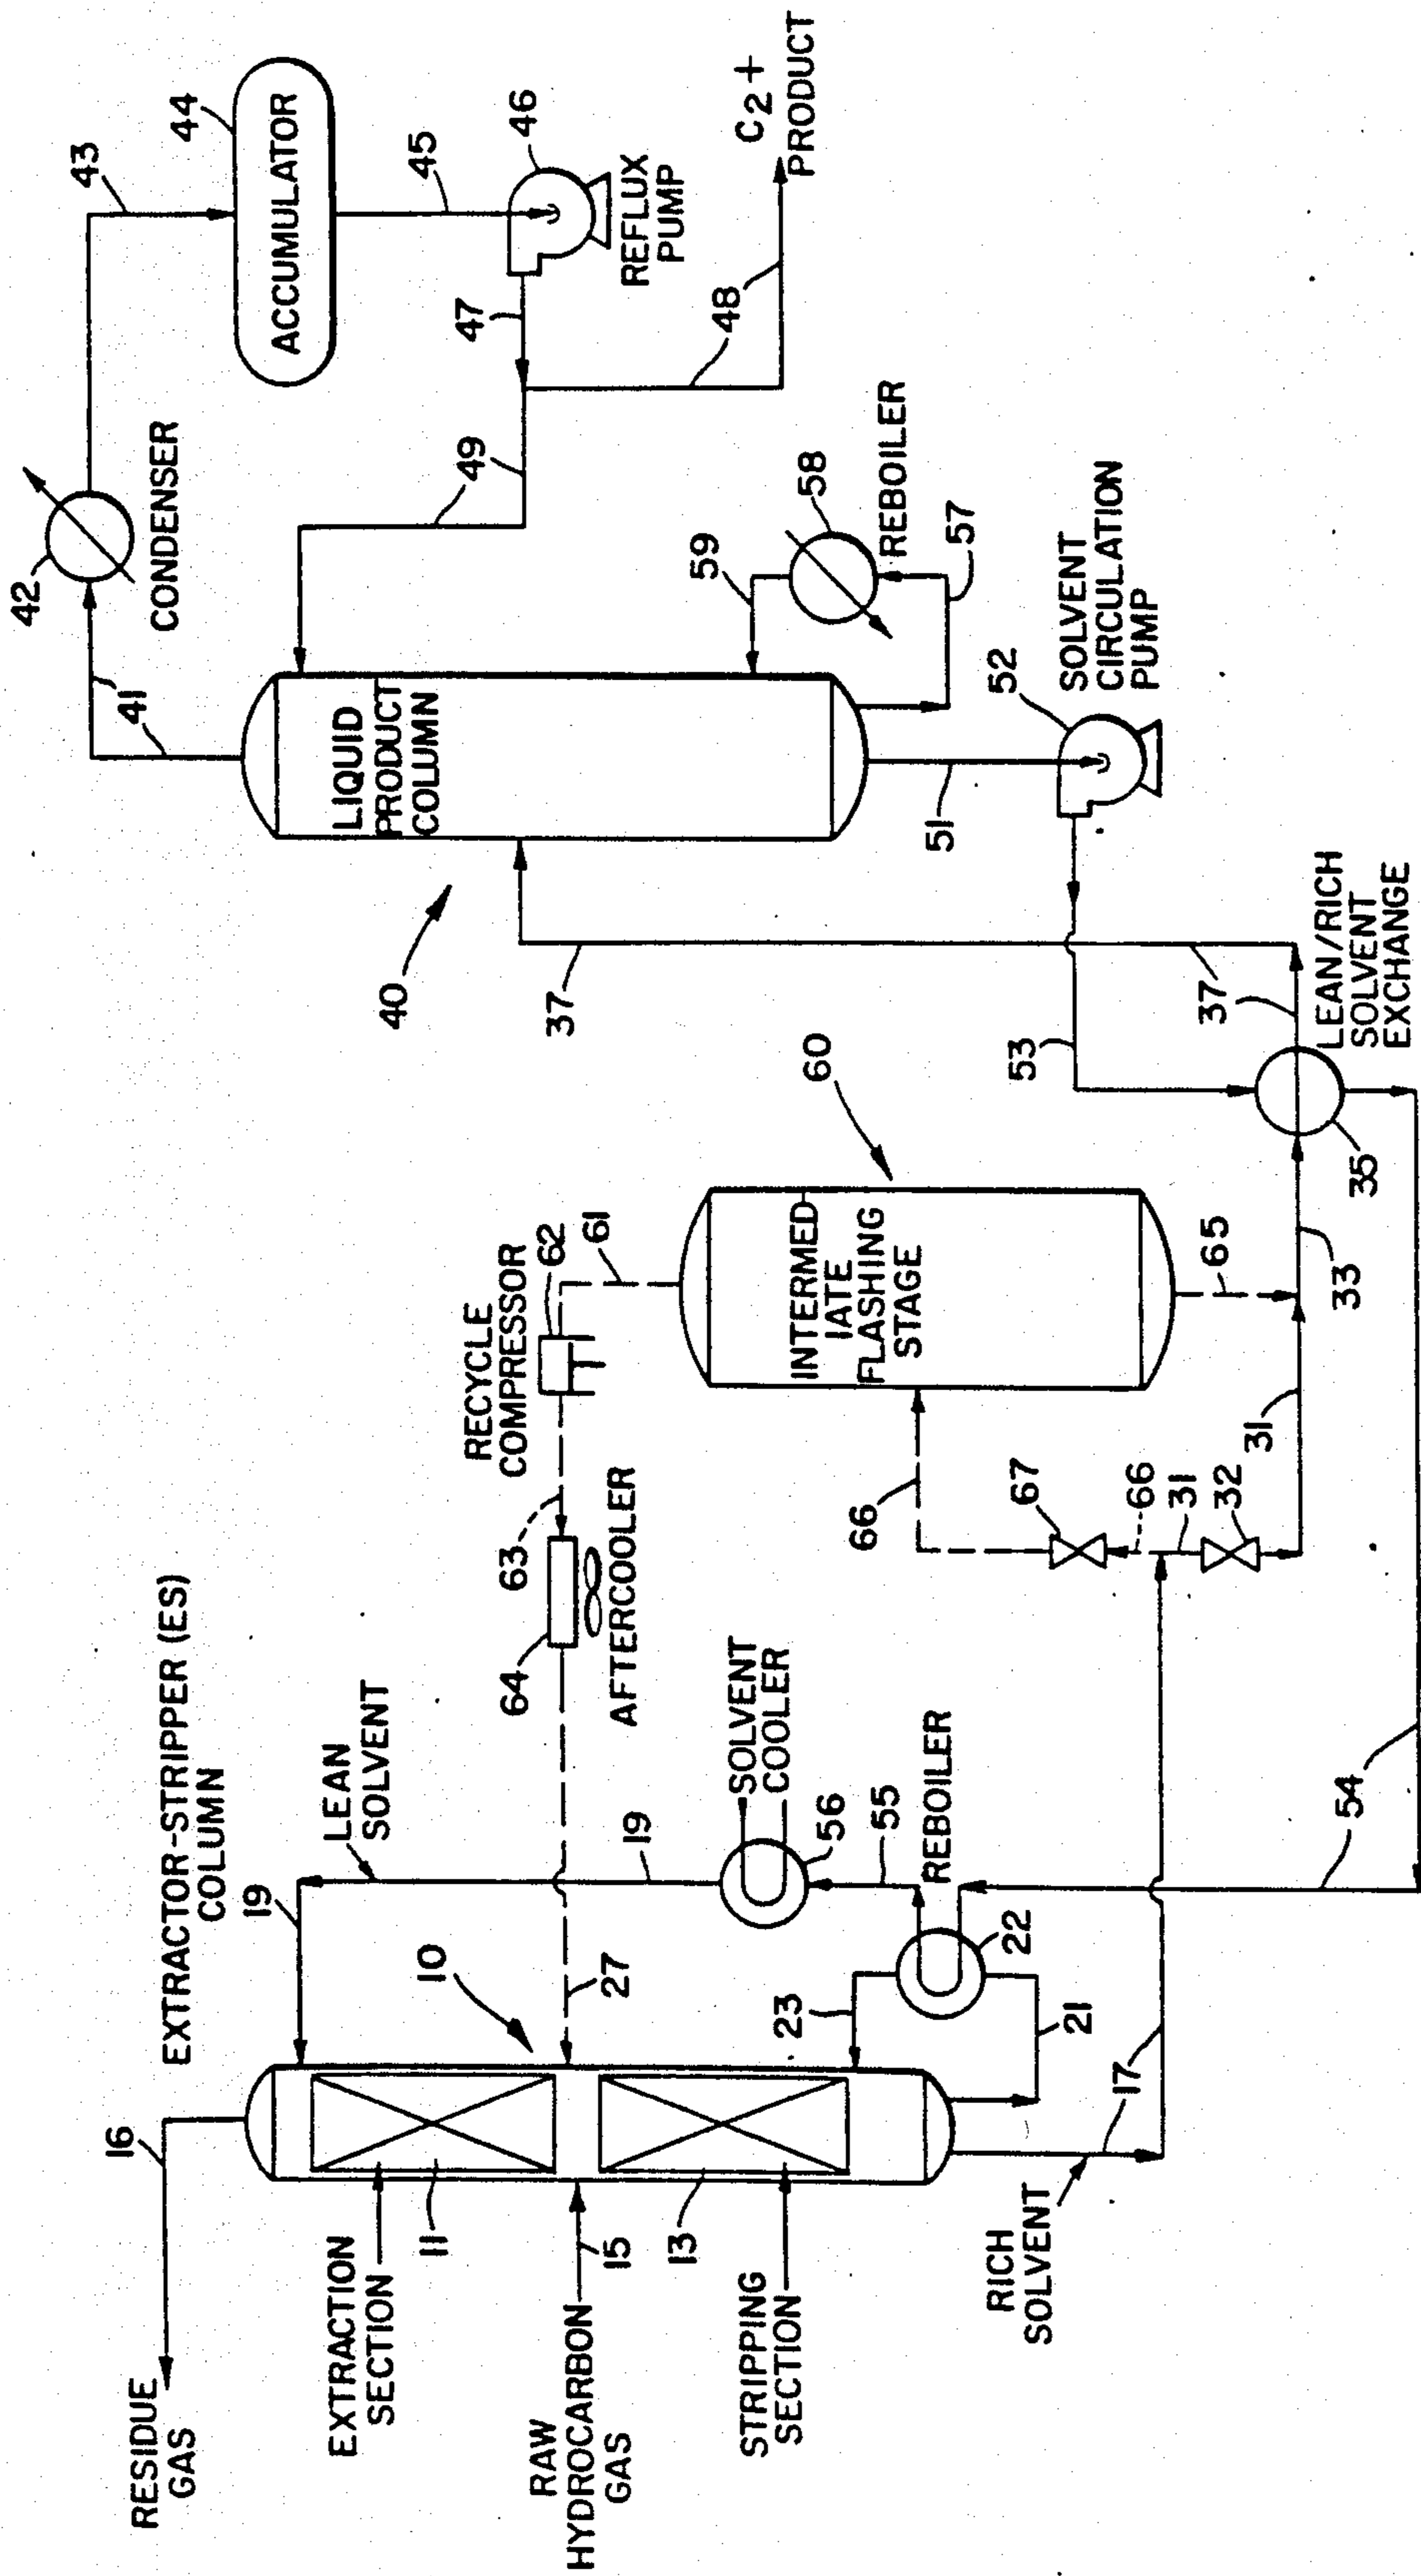 EXTRACTOR-STRIPPER (ES)
COLUMN
RESIDUE
GAS
16
19
LEAN
SOLVENT
EXTRACTION
SECTION
11
10
RAW
HYDROCARBON
GAS
15
27
19
STRIPPING
SECTION
13
23
22
21
REBOILER
55
56
SOLVENT
COOLER
RICH
SOLVENT
17
54
64
AFTERCOOLER
63
RECYCLE
COMPRESSOR
62
61
INTERMED
IATE
FLASHING
STAGE
60
66
67
66
31
32
31
65
33
35
LEAN/RICH
SOLVENT
EXCHANGE
53
37
37
40
LIQUID
PRODUCT
COLUMN
41
42
CONDENSER
43
44
ACCUMULATOR
45
46
REFLUX
PUMP
47
48
49
C2+
PRODUCT
59
58
REBOILER
57
51
52
SOLVENT
CIRCULATION
PUMP